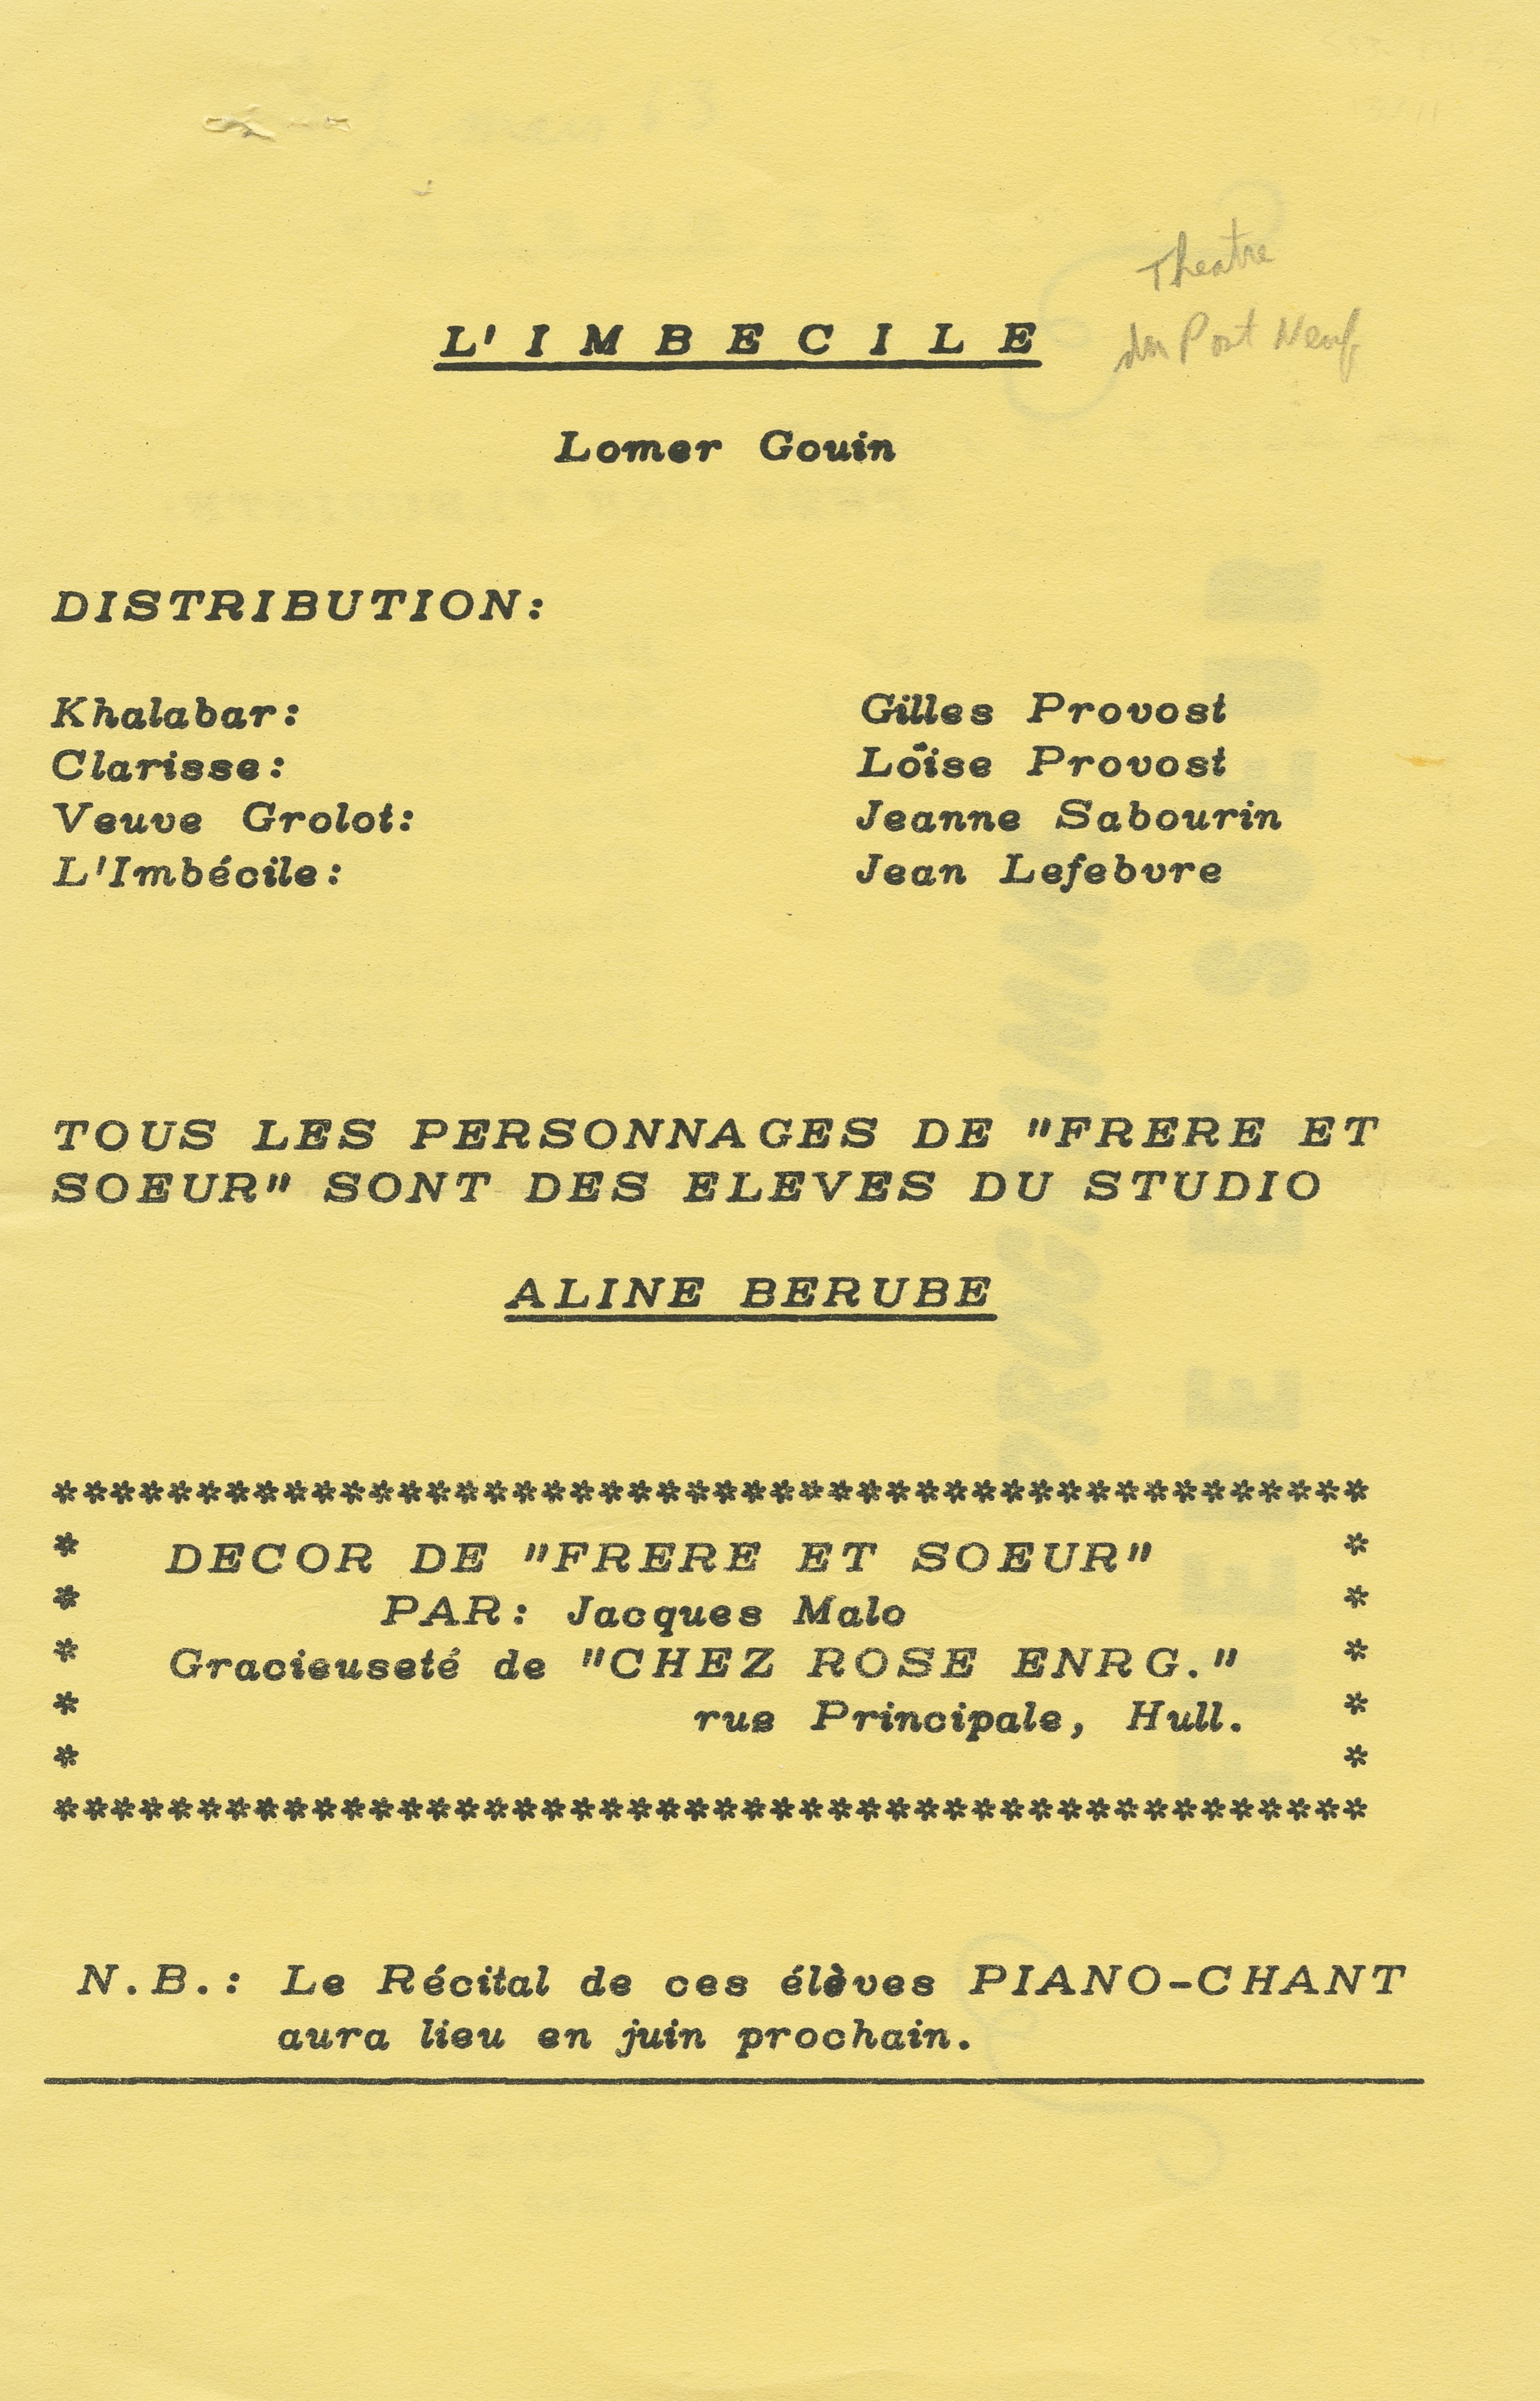 Theatre
du Pont Neuf
L' I M B E C I L E
Lomer Gouin
DISTRIBUTION:
Khalabar: Gilles Provost
Clarisse: Loïse Provost
Veuve Grolot: Jeanne Sabourin
L'Imbécile: Jean Lefebvre
TOUS LES PERSONNAGES DE "FRERE ET
SOEUR" SONT DES ELEVES DU STUDIO
ALINE BERUBE
**********************************************
* DECOR DE "FRERE ET SOEUR" *
* PAR: Jacques Malo *
* Gracieuseté de "CHEZ ROSE ENRG." *
* rue Principale, Hull. *
* *
**********************************************
N.B.: Le Récital de ces élèves PIANO-CHANT
aura lieu en juin prochain.